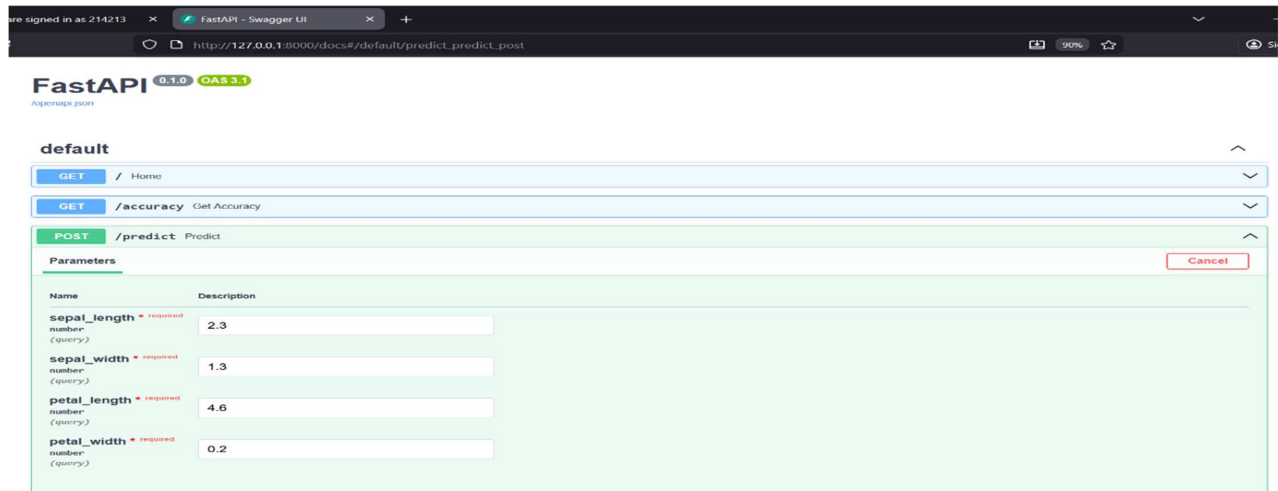 are signed in as 214213 × FastAPI - Swagger UI × +
http://127.0.0.1:8000/docs#/default/predict_predict_post 90%
FastAPI 0.1.0 OAS 3.1
/openapi.json
default
GET / Home
GET /accuracy Get Accuracy
POST /predict Predict
Parameters Cancel
Name Description
sepal_length * required
number
(query)
2.3
sepal_width * required
number
(query)
1.3
petal_length * required
number
(query)
4.6
petal_width * required
number
(query)
0.2